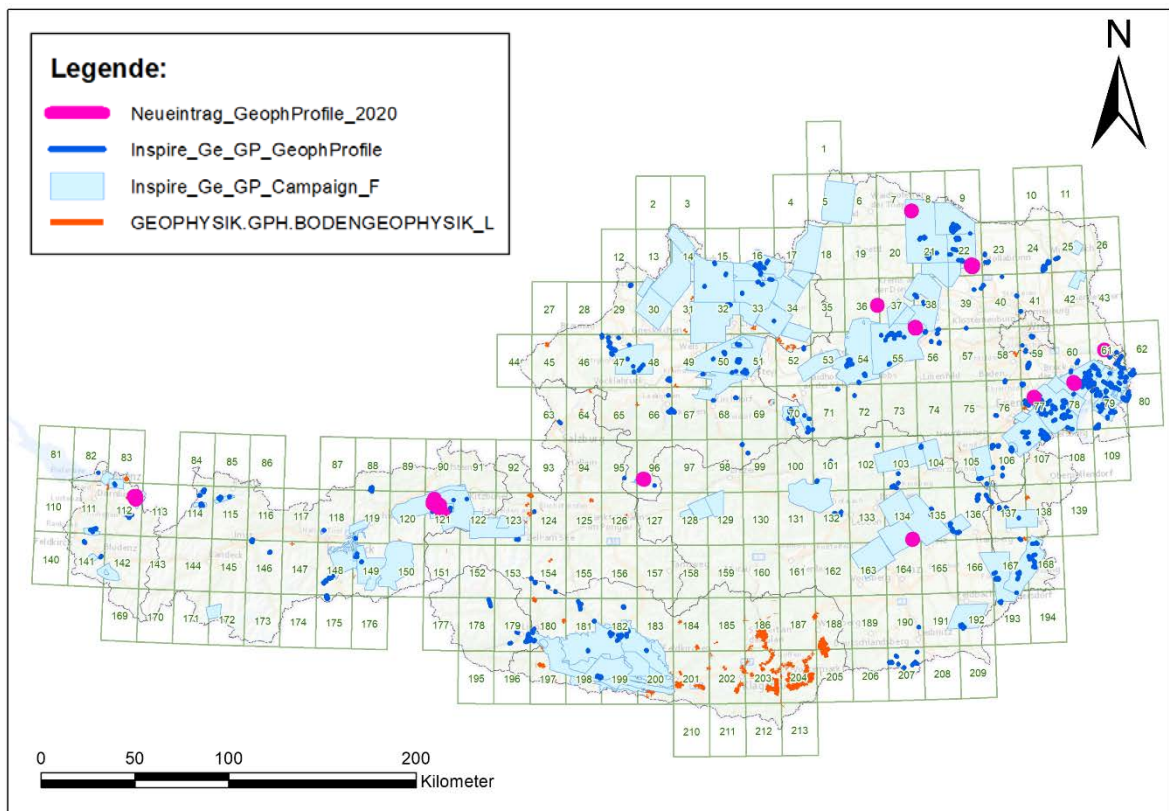 Legende:
Neueintrag_GeophProfile_2020
Inspire_Ge_GP_GeophProfile
Inspire_Ge_GP_Campaign_F
GEOPHYSIK.GPH.BODENGEOPHYSIK_L
N
1
2 3 4 5 6 7 8 9 10 11
12 13 14 15 16 17 18 19 20 21 22 23 24 25 26
27 28 29 30 31 32 33 34 36 37 38 39 40 41 42 43
44 45 46 47 48 49 50 51 52 53 54 55 56 57 58 59 60 61 62
63 64 65 66 67 68 69 70 71 72 73 74 75 76 77 78 79 80
81 82 83 84 85 86 87 88 89 90 91 92 93 94 95 96 97 98 99 100 101 102 103 104 105 106 107 108 109
110 111 112 113 114 115 116 117 118 119 120 121 122 123 124 125 126 127 128 129 130 131 132 133 134 135 136 137 138 139
140 141 142 143 144 145 146 147 148 149 150 151 152 153 154 155 156 157 158 159 160 161 162 163 164 165 166 167 168
169 170 171 172 173 174 175 176 177 178 179 180 181 182 183 184 185 186 187 188 189 190 191 192 193 194
195 196 197 198 199 200 201 202 203 204 205 206 207 208 209
210 211 212 213
0 50 100 200
Kilometer